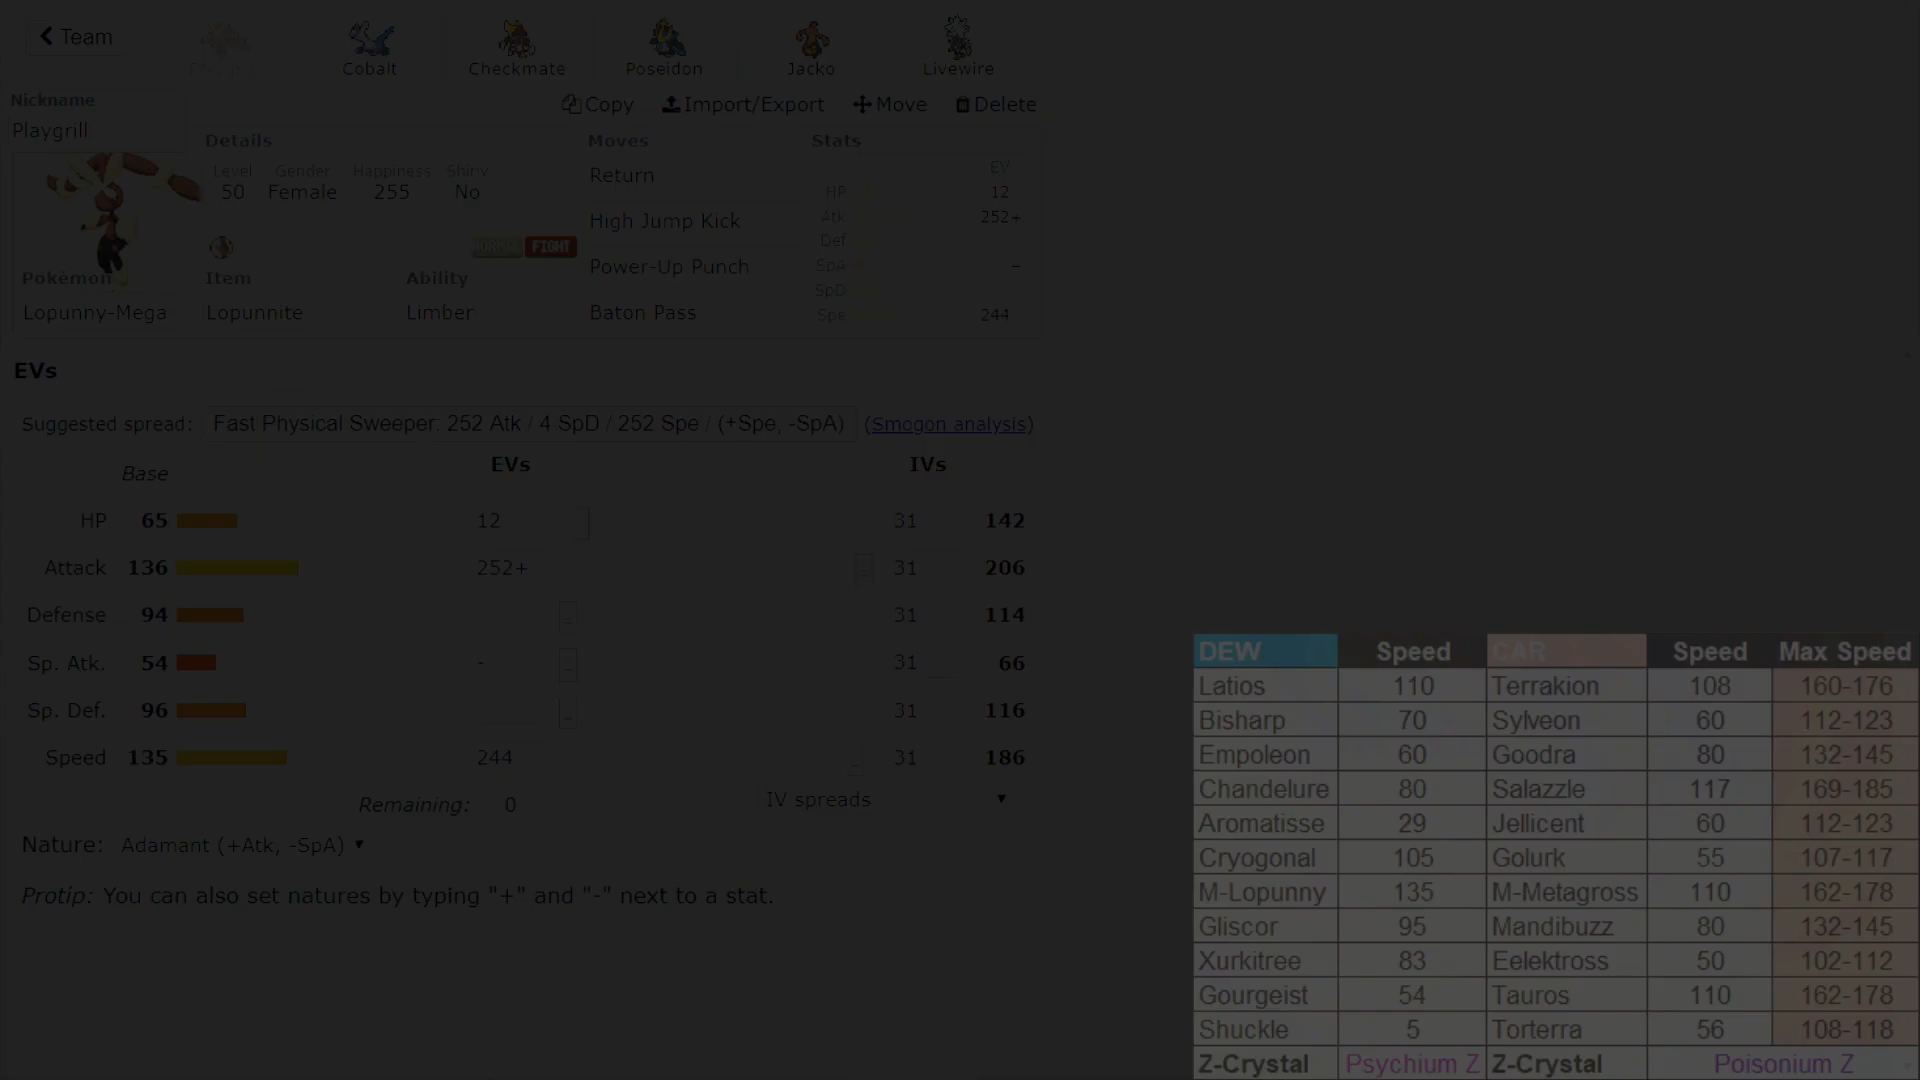 Team
Cobalt Checkmate Poseidon Jacko Livewire
Nickname
Playgrill
Copy Import/Export Move Delete
Details Moves Stats
Level Gender Happiness Shiny
50 Female 255 No
Return
High Jump Kick
Power-Up Punch
Baton Pass
EV
HP 12
Atk 252+
Def
SpA -
SpD
Spe 244
FIGHT
Pokémon Item Ability
Lopunny-Mega Lopunnite Limber
EVs
Suggested spread: Fast Physical Sweeper: 252 Atk / 4 SpD / 252 Spe / (+Spe, -SpA) (Smogon analysis)
Base EVs IVs
HP 65 12 31 142
Attack 136 252+ 31 206
Defense 94 31 114
Sp. Atk. 54 - 31 66
Sp. Def. 96 31 116
Speed 135 244 31 186
Remaining: 0 IV spreads
Nature: Adamant (+Atk, -SpA)
Protip: You can also set natures by typing "+" and "-" next to a stat.
DEW Speed CAR Speed Max Speed
Latios 110 Terrakion 108 160-176
Bisharp 70 Sylveon 60 112-123
Empoleon 60 Goodra 80 132-145
Chandelure 80 Salazzle 117 169-185
Aromatisse 29 Jellicent 60 112-123
Cryogonal 105 Golurk 55 107-117
M-Lopunny 135 M-Metagross 110 162-178
Gliscor 95 Mandibuzz 80 132-145
Xurkitree 83 Eelektross 50 102-112
Gourgeist 54 Tauros 110 162-178
Shuckle 5 Torterra 56 108-118
Z-Crystal Psychium Z Z-Crystal Poisonium Z